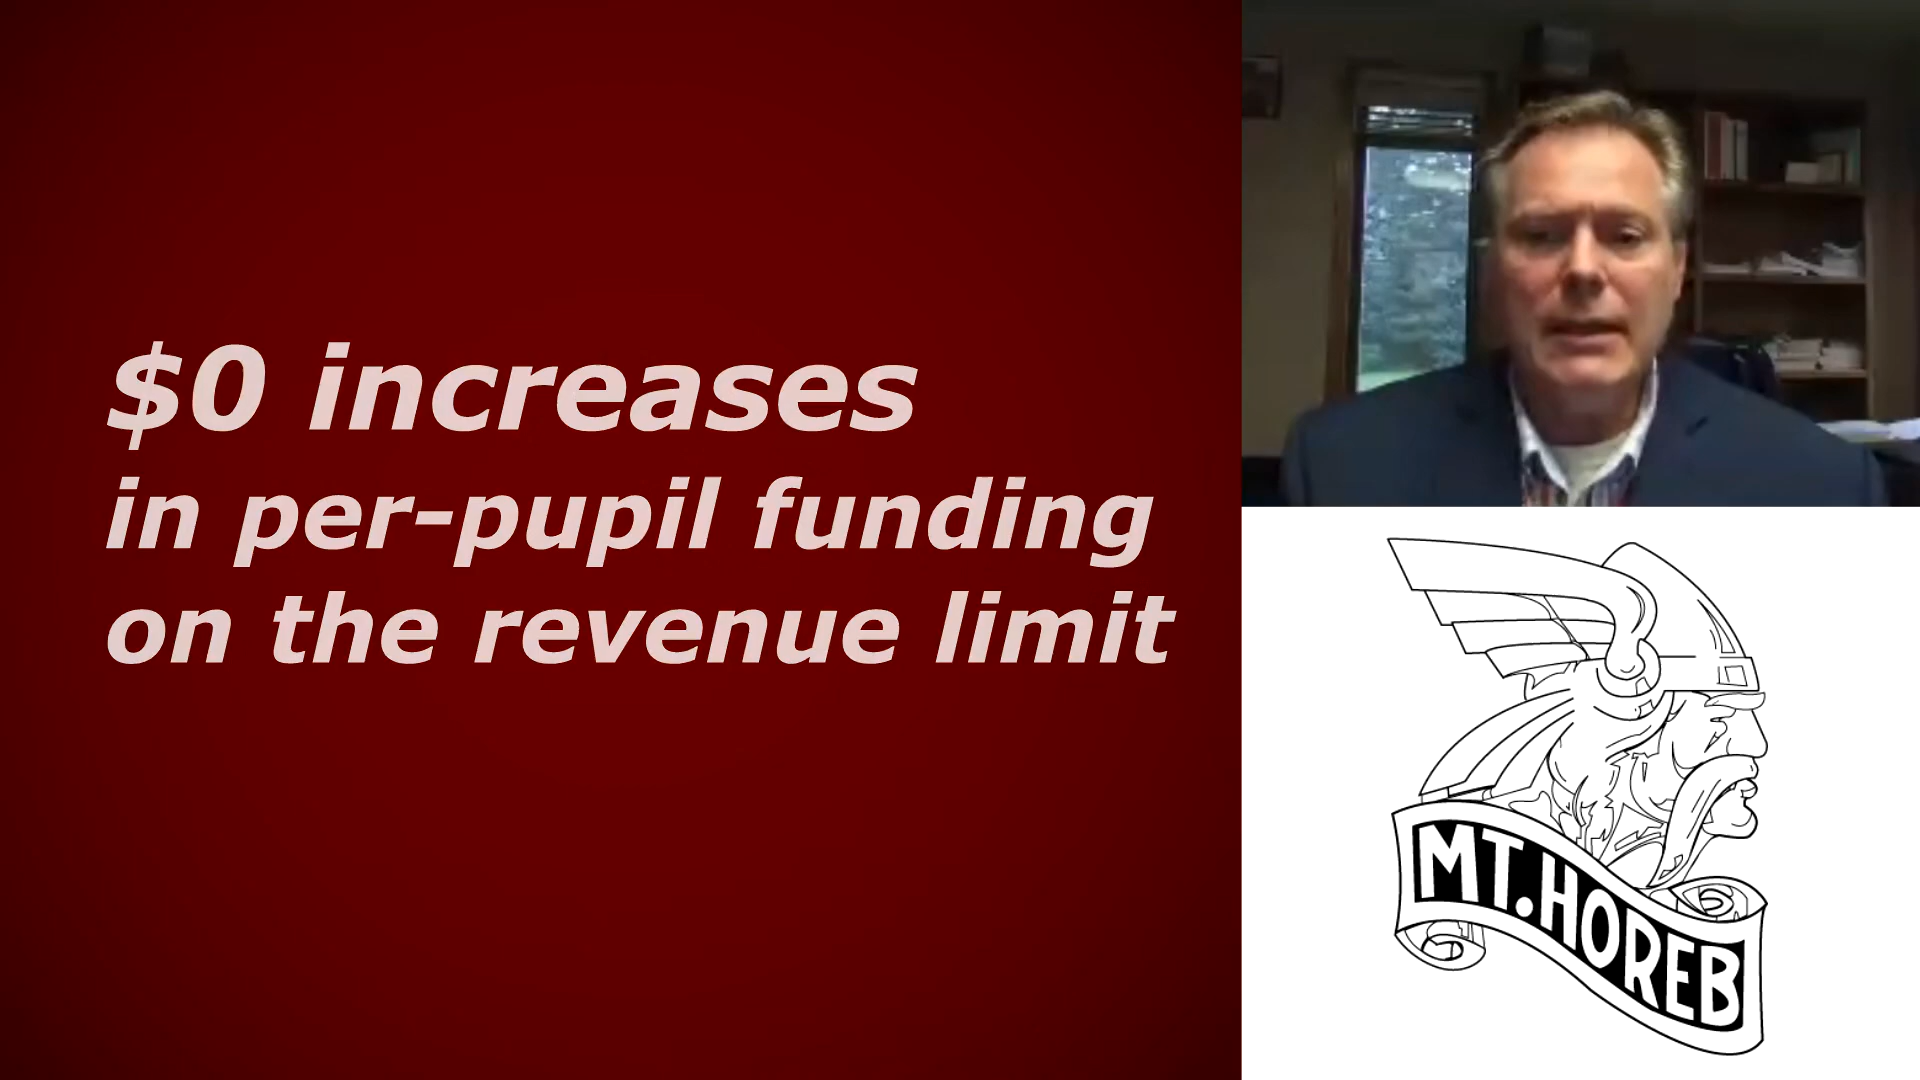 $0 increases
in per-pupil funding
on the revenue limit
MT. HOREB